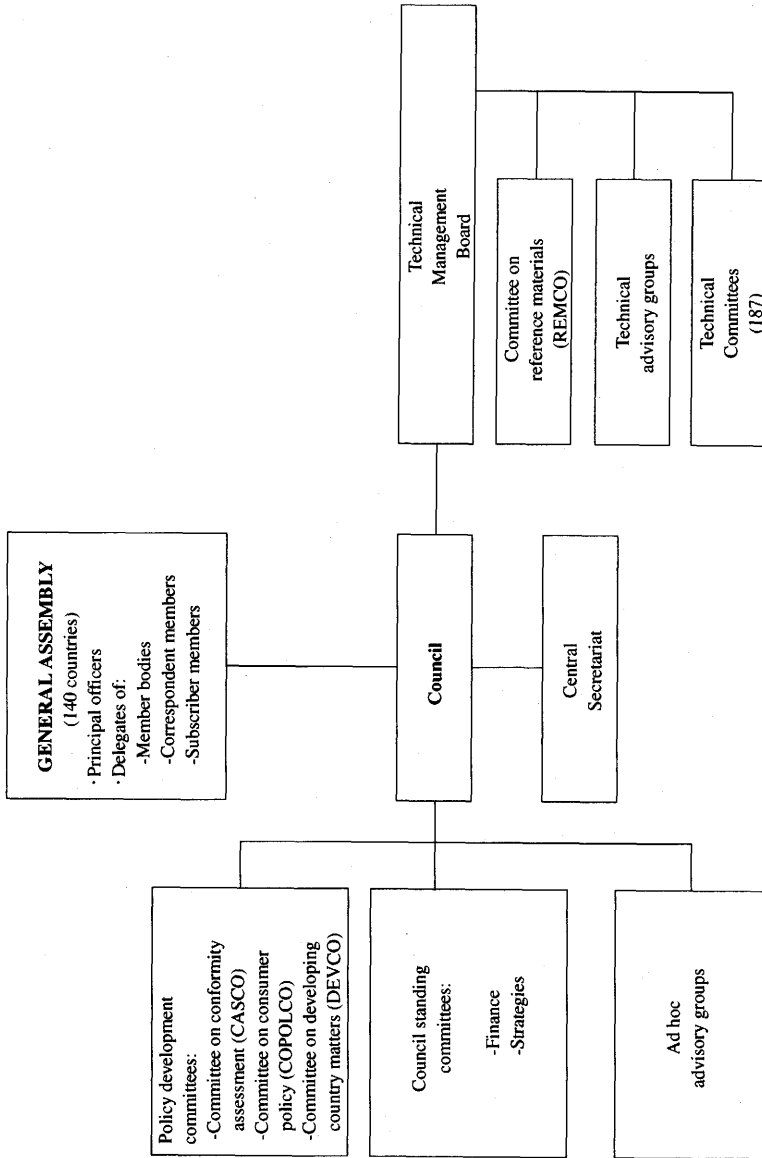 GENERAL ASSEMBLY
(140 countries)
· Principal officers
· Delegates of:
-Member bodies
-Correspondent members
-Subscriber members
Policy development
committees:
-Committee on conformity
assessment (CASCO)
-Committee on consumer
policy (COPOLCO)
-Committee on developing
country matters (DEVCO)
Council standing
committees:
-Finance
-Strategies
Ad hoc
advisory groups
Council
Central
Secretariat
Technical
Management
Board
Committee on
reference materials
(REMCO)
Technical
advisory groups
Technical
Committees
(187)